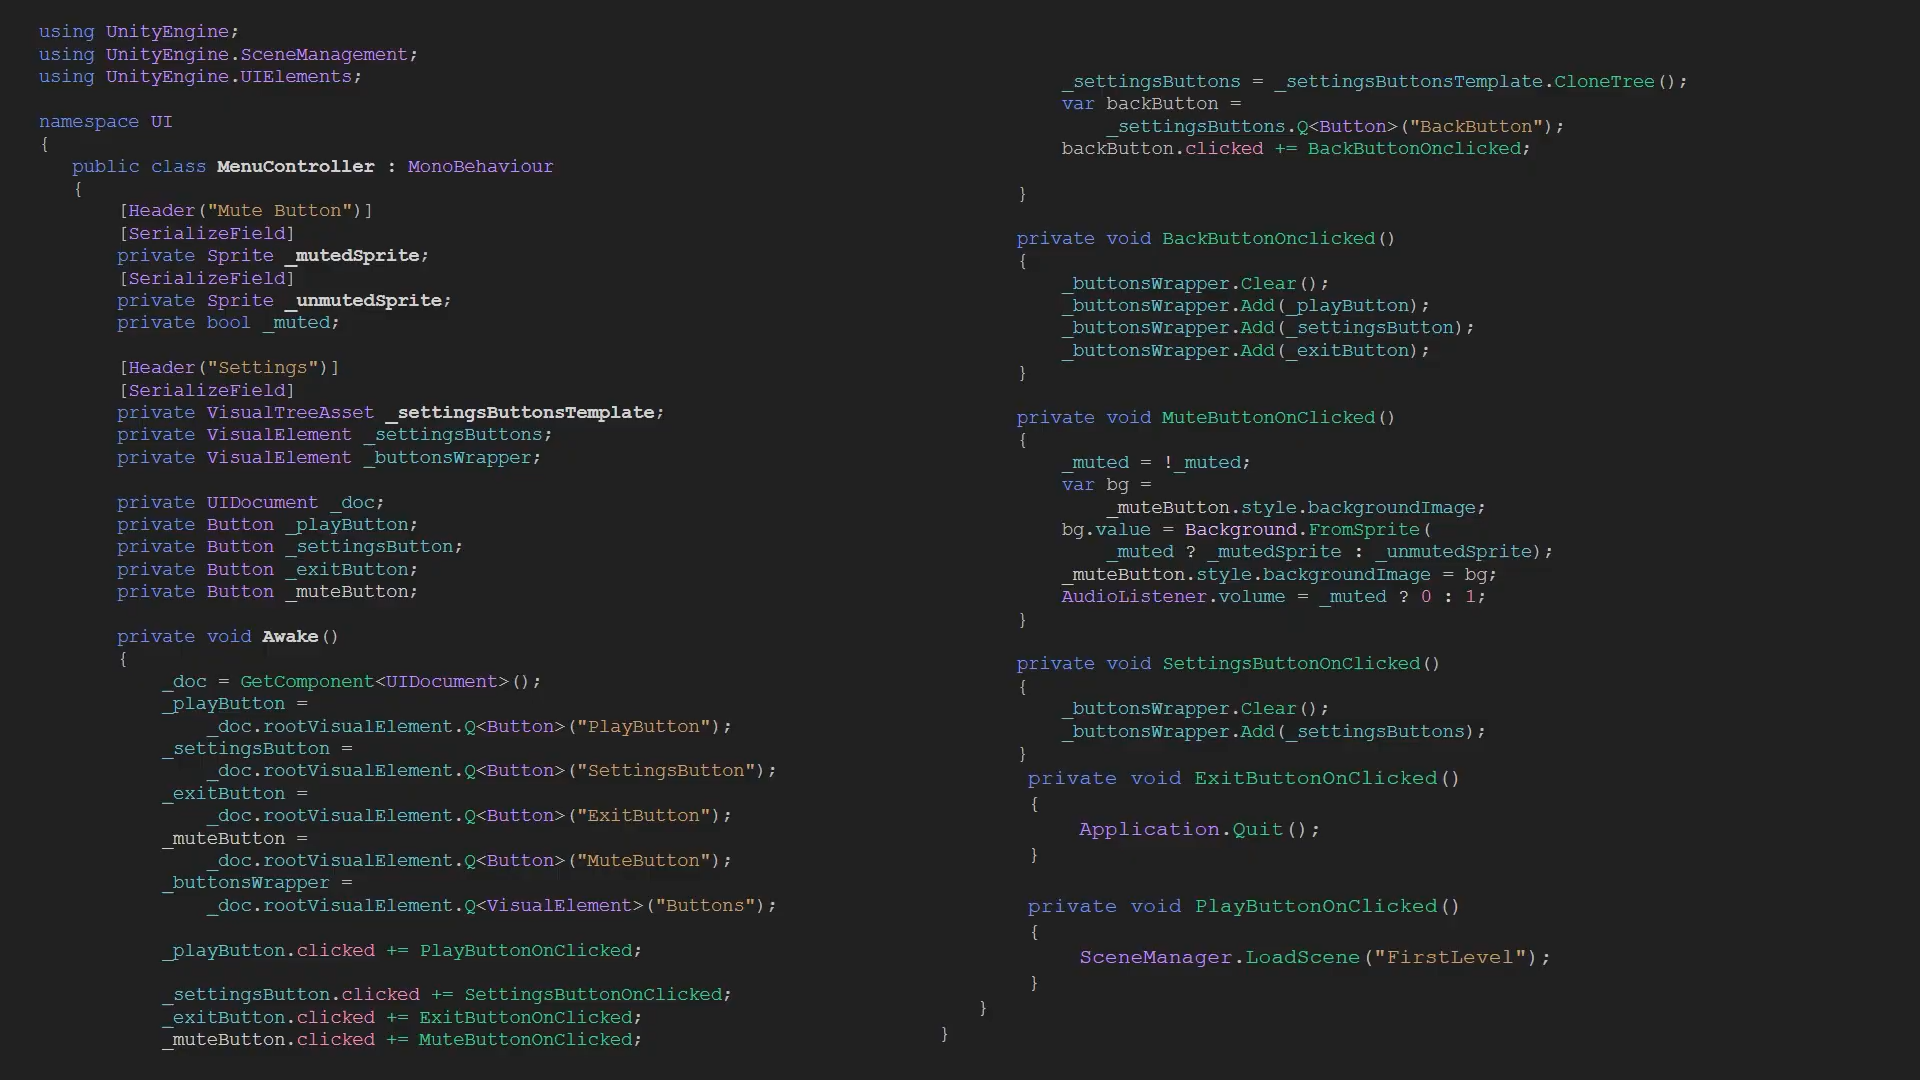 using UnityEngine;
using UnityEngine.SceneManagement;
using UnityEngine.UIElements;
namespace UI
{
public class MenuController : MonoBehaviour
{
[Header("Mute Button")]
[SerializeField]
private Sprite _mutedSprite;
[SerializeField]
private Sprite _unmutedSprite;
private bool _muted;
[Header("Settings")]
[SerializeField]
private VisualTreeAsset _settingsButtonsTemplate;
private VisualElement _settingsButtons;
private VisualElement _buttonsWrapper;
private UIDocument _doc;
private Button _playButton;
private Button _settingsButton;
private Button _exitButton;
private Button _muteButton;
private void Awake()
{
_doc = GetComponent<UIDocument>();
_playButton =
_doc.rootVisualElement.Q<Button>("PlayButton");
_settingsButton =
_doc.rootVisualElement.Q<Button>("SettingsButton");
_exitButton =
_doc.rootVisualElement.Q<Button>("ExitButton");
_muteButton =
_doc.rootVisualElement.Q<Button>("MuteButton");
_buttonsWrapper =
_doc.rootVisualElement.Q<VisualElement>("Buttons");
_playButton.clicked += PlayButtonOnClicked;
_settingsButton.clicked += SettingsButtonOnClicked;
_exitButton.clicked += ExitButtonOnClicked;
_muteButton.clicked += MuteButtonOnClicked;
_settingsButtons = _settingsButtonsTemplate.CloneTree();
var backButton =
_settingsButtons.Q<Button>("BackButton");
backButton.clicked += BackButtonOnclicked;
}
private void BackButtonOnclicked()
{
_buttonsWrapper.Clear();
_buttonsWrapper.Add(_playButton);
_buttonsWrapper.Add(_settingsButton);
_buttonsWrapper.Add(_exitButton);
}
private void MuteButtonOnClicked()
{
_muted = !_muted;
var bg =
_muteButton.style.backgroundImage;
bg.value = Background.FromSprite(
_muted ? _mutedSprite : _unmutedSprite);
_muteButton.style.backgroundImage = bg;
AudioListener.volume = _muted ? 0 : 1;
}
private void SettingsButtonOnClicked()
{
_buttonsWrapper.Clear();
_buttonsWrapper.Add(_settingsButtons);
}
private void ExitButtonOnClicked()
{
Application.Quit();
}
private void PlayButtonOnClicked()
{
SceneManager.LoadScene("FirstLevel");
}
}
}